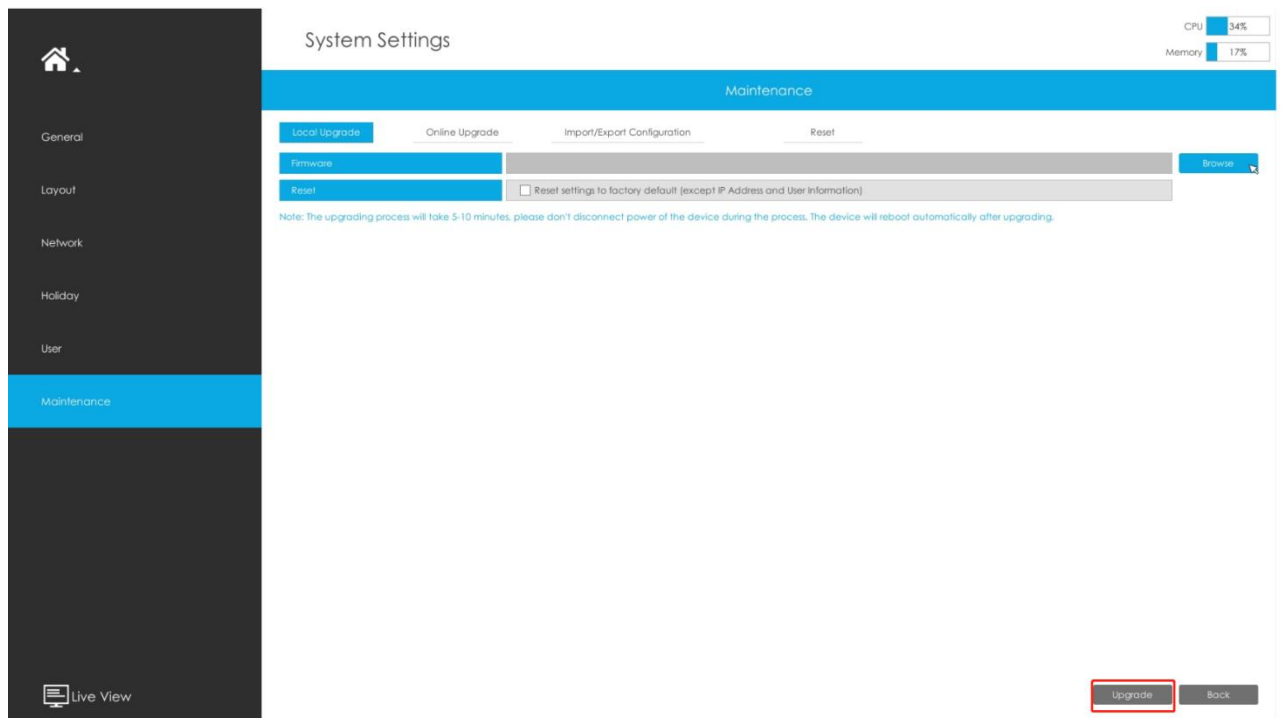 System Settings
CPU 34%
Memory 17%
Maintenance
General
Layout
Network
Holiday
User
Maintenance
Live View
Local Upgrade Online Upgrade Import/Export Configuration Reset
Firmware Browse
Reset Reset settings to factory default (except IP Address and User Information)
Note: The upgrading process will take 5-10 minutes, please don't disconnect power of the device during the process. The device will reboot automatically after upgrading.
Upgrade Back